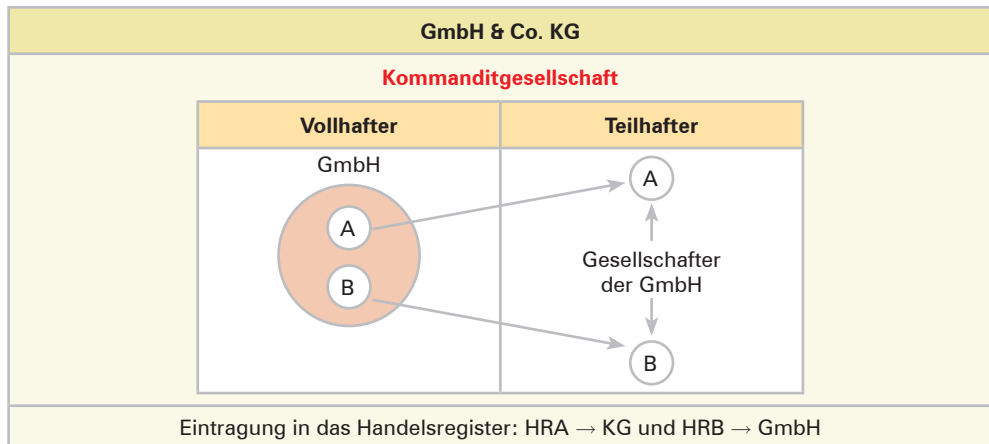 GmbH & Co. KG
Kommanditgesellschaft
Vollhafter
Teilhafter
GmbH
A
B
A
Gesellschafter
der GmbH
B
Eintragung in das Handelsregister: HRA → KG und HRB → GmbH